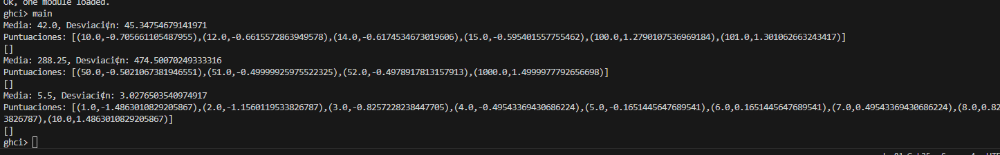 Ok, one module loaded.
ghci> main
Media: 42.0, Desviaci¢n: 45.34754679141971
Puntuaciones: [(10.0,-0.705661105487955),(12.0,-0.6615572863949578),(14.0,-0.6174534673019606),(15.0,-0.595401557755462),(100.0,1.2790107536969184),(101.0,1.301062663243417)]
[]
Media: 288.25, Desviaci¢n: 474.50070249333316
Puntuaciones: [(50.0,-0.5021067381946551),(51.0,-0.49999925975522325),(52.0,-0.4978917813157913),(1000.0,1.4999977792656698)]
[]
Media: 5.5, Desviaci¢n: 3.0276503540974917
Puntuaciones: [(1.0,-1.4863010829205867),(2.0,-1.1560119533826787),(3.0,-0.8257228238447705),(4.0,-0.49543369430686224),(5.0,-0.1651445647689541),(6.0,0.1651445647689541),(7.0,0.49543369430686224),(8.0,0.82
3826787),(10.0,1.4863010829205867)]
[]
ghci>